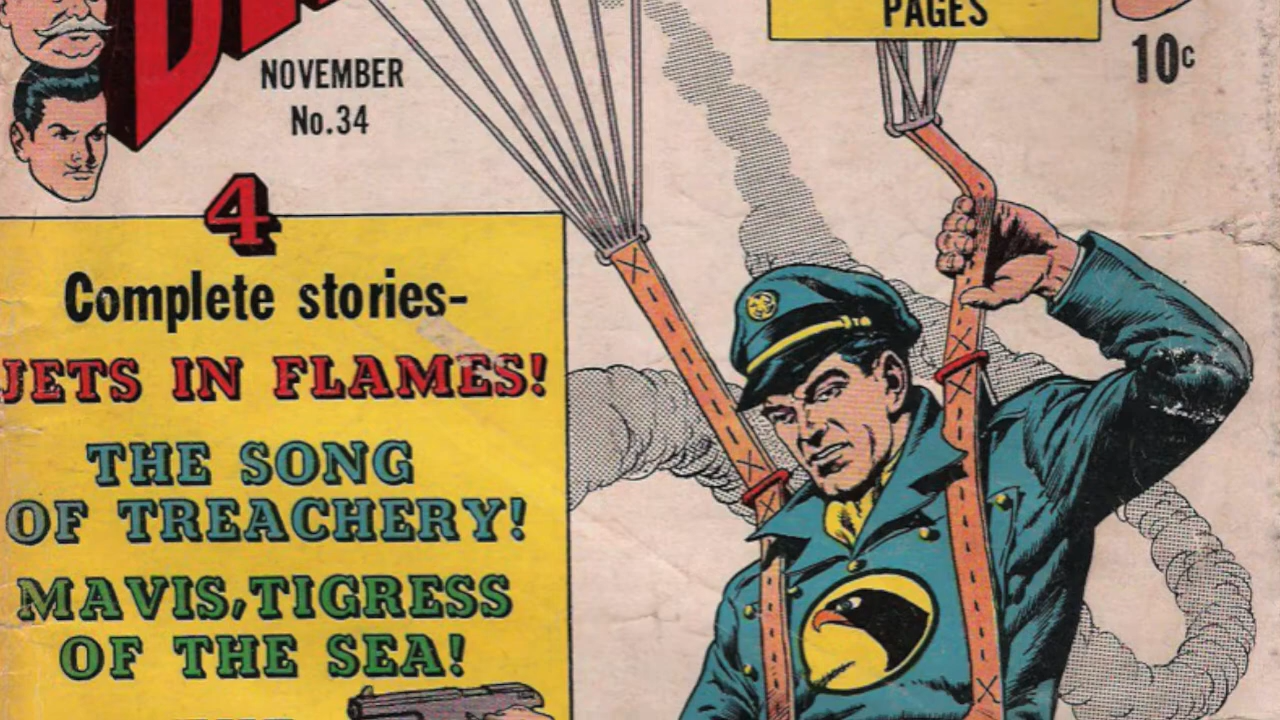 PAGES
10c
NOVEMBER
No.34
4
Complete stories-
JETS IN FLAMES!
THE SONG
OF TREACHERY!
MAVIS, TIGRESS
OF THE SEA!